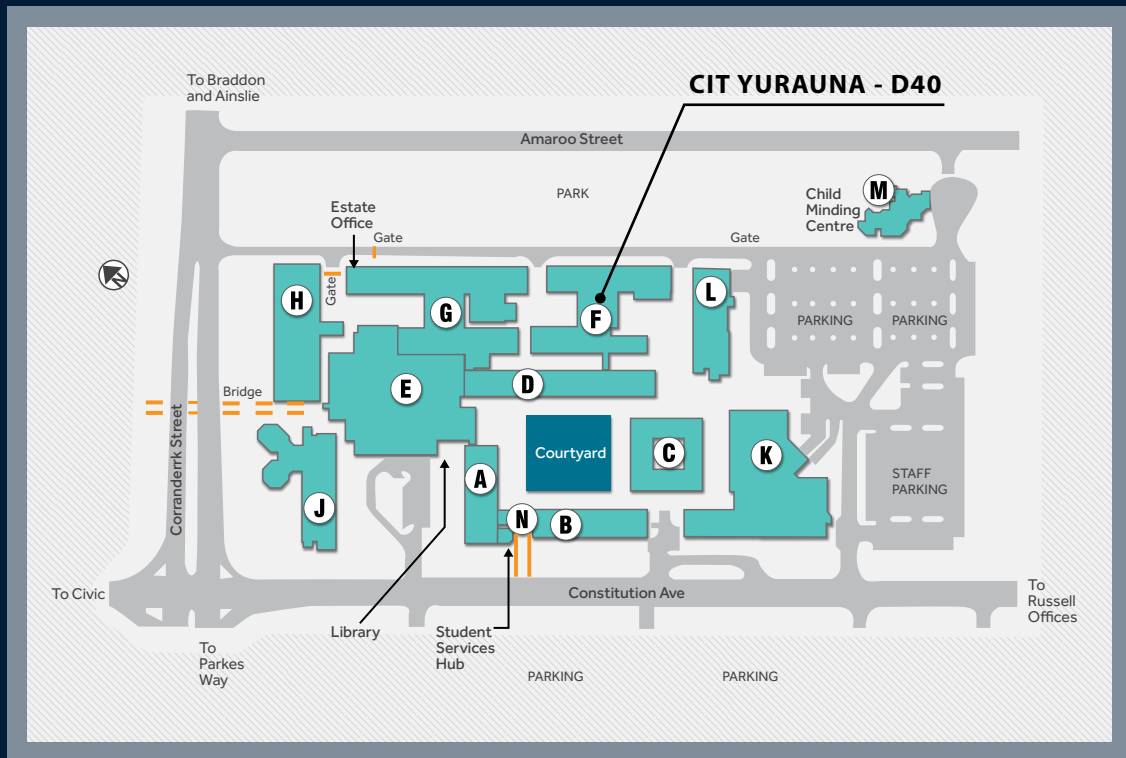 To Braddon
and Ainslie
CIT YURAUNA - D40
Amaroo Street
PARK
Child
Minding
Centre
M
Estate
Office
Gate
Gate
Gate
H
G
F
L
PARKING
PARKING
Bridge
E
D
Corranderrk Street
Courtyard
C
K
A
STAFF
PARKING
J
N
B
To Civic
Constitution Ave
To
Russell
Offices
Library
Student
Services
Hub
To
Parkes
Way
PARKING
PARKING